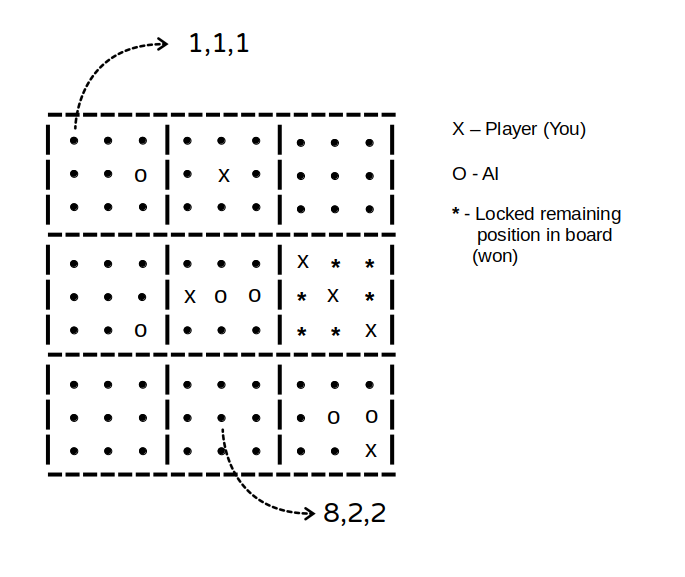 1,1,1
X – Player (You)
O - AI
* - Locked remaining
position in board
(won)
o x
x * *
x o o * x *
o * * x
o o
x
8,2,2